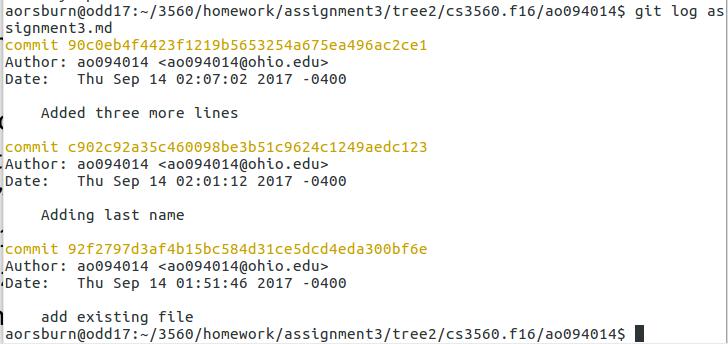 aorsburn@odd17:~/3560/homework/assignment3/tree2/cs3560.f16/ao094014$ git log as
signment3.md
commit 90c0eb4f4423f1219b5653254a675ea496ac2ce1
Author: ao094014 <ao094014@ohio.edu>
Date:   Thu Sep 14 02:07:02 2017 -0400
    Added three more lines
commit c902c92a35c460098be3b51c9624c1249aedc123
Author: ao094014 <ao094014@ohio.edu>
Date:   Thu Sep 14 02:01:12 2017 -0400
    Adding last name
commit 92f2797d3af4b15bc584d31ce5dcd4eda300bf6e
Author: ao094014 <ao094014@ohio.edu>
Date:   Thu Sep 14 01:51:46 2017 -0400
    add existing file
aorsburn@odd17:~/3560/homework/assignment3/tree2/cs3560.f16/ao094014$